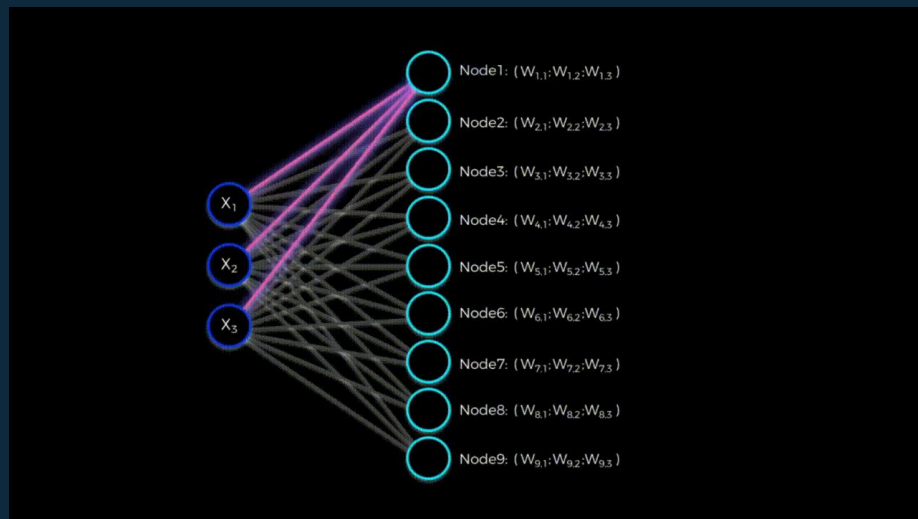 Node1: (W₁.₁;W₁.₂;W₁.₃)
Node2: (W₂.₁;W₂.₂;W₂.₃)
Node3: (W₃.₁;W₃.₂;W₃.₃)
X₁
Node4: (W₄.₁;W₄.₂;W₄.₃)
X₂
Node5: (W₅.₁;W₅.₂;W₅.₃)
Node6: (W₆.₁;W₆.₂;W₆.₃)
X₃
Node7: (W₇.₁;W₇.₂;W₇.₃)
Node8: (W₈.₁;W₈.₂;W₈.₃)
Node9: (W₉.₁;W₉.₂;W₉.₃)